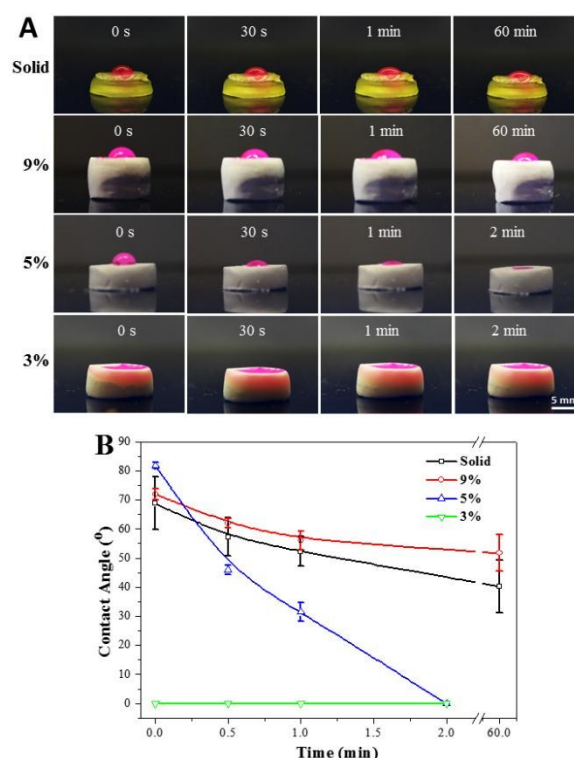 A
Solid
0 s
30 s
1 min
60 min
9%
0 s
30 s
1 min
60 min
5%
0 s
30 s
1 min
2 min
3%
0 s
30 s
1 min
2 min
5 mm
B
Contact Angle (⁰)
90
80
70
60
50
40
30
20
10
0
Solid
9%
5%
3%
0.0
0.5
1.0
1.5
2.0
60.0
Time (min)